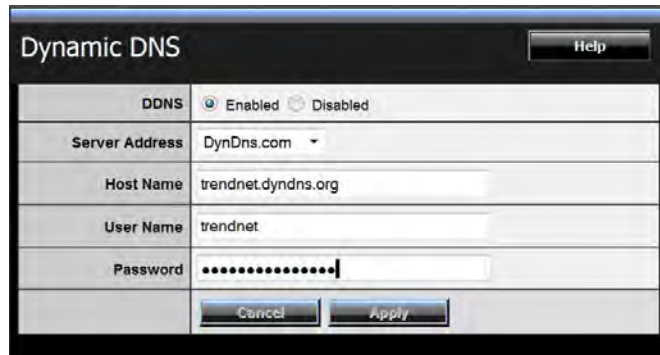 Dynamic DNS Help
DDNS Enabled Disabled
Server Address DynDns.com
Host Name trendnet.dyndns.org
User Name trendnet
Password •••••••••••••••
Cancel Apply